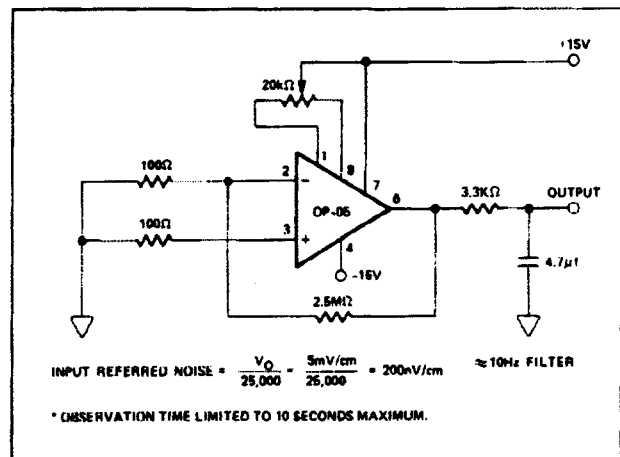 +15V
20kΩ
1
8
100Ω
2
−
7
6
3.3KΩ
OUTPUT
OP-05
100Ω
3
+
4
4.7µf
-15V
2.5MΩ
INPUT REFERRED NOISE = VO/25,000 = 5mV/cm/25,000 = 200nV/cm ≈10Hz FILTER
* OBSERVATION TIME LIMITED TO 10 SECONDS MAXIMUM.